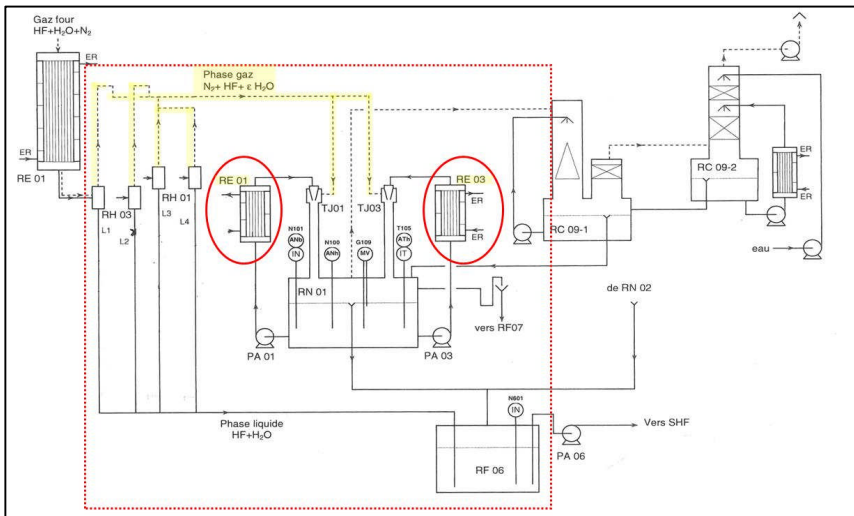 Gaz four
HF+H₂O+N₂
ER
ER
RE 01
Phase gaz
N₂+ HF+ ε H₂O
RH 03
RH 01
L1
L2
L3
L4
RE 01
TJ01
TJ03
RE 03
ER
ER
N101
ANb
IN
N100
ANh
G109
MV
T105
ATh
IT
RN 01
PA 01
PA 03
vers RF07
RC 09-1
RC 09-2
ER
ER
eau
de RN 02
Phase liquide
HF+H₂O
N601
IN
RF 06
PA 06
Vers SHF